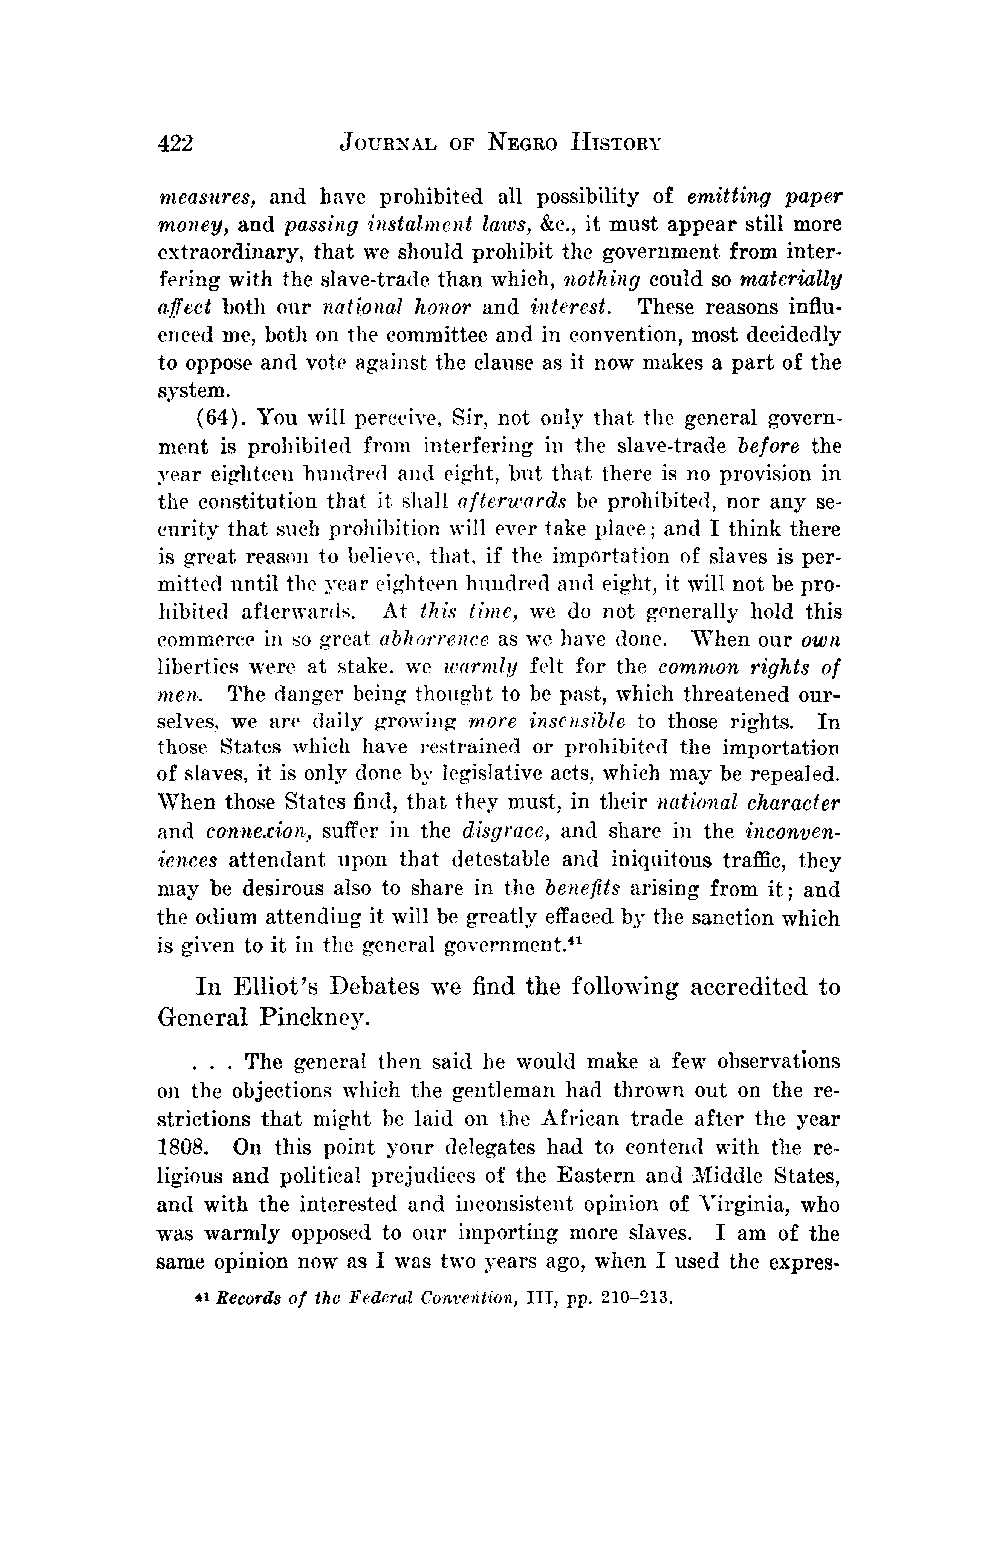 422 JOURNAL OF NEGRO HISTORY
measures, and have prohibited all possibility of emitting paper
money, and passing instalment laws, &c., it must appear still more
extraordinary, that we should prohibit the government from inter-
fering with the slave-trade than which, nothing could so materially
affect both our national honor and interest. These reasons influ-
enced me, both on the committee and in convention, most decidedly
to oppose and vote against the clause as it now makes a part of the
system.
(64). You will perceive, Sir, not only that the general govern-
ment is prohibited from interfering in the slave-trade before the
year eighteen hundred and eight, but that there is no provision in
the constitution that it shall afterwards be prohibited, nor any se-
curity that such prohibition will ever take place; and I think there
is great reason to believe, that, if the importation of slaves is per-
mitted until the year eighteen hundred and eight, it will not be pro-
hibited afterwards. At this time, we do not generally hold this
commerce in so great abhorrence as we have done. When our own
liberties were at stake, we warmly felt for the common rights of
men. The danger being thought to be past, which threatened our-
selves, we are daily growing more insensible to those rights. In
those States which have restrained or prohibited the importation
of slaves, it is only done by legislative acts, which may be repealed.
When those States find, that they must, in their national character
and connexion, suffer in the disgrace, and share in the inconven-
iences attendant upon that detestable and iniquitous traffic, they
may be desirous also to share in the benefits arising from it; and
the odium attending it will be greatly effaced by the sanction which
is given to it in the general government.41
In Elliot's Debates we find the following accredited to
General Pinckney.
. . . The general then said he would make a few observations
on the objections which the gentleman had thrown out on the re-
strictions that might be laid on the African trade after the year
1808. On this point your delegates had to contend with the re-
ligious and political prejudices of the Eastern and Middle States,
and with the interested and inconsistent opinion of Virginia, who
was warmly opposed to our importing more slaves. I am of the
same opinion now as I was two years ago, when I used the expres-
41 Records of the Federal Convention, III, pp. 210–213.